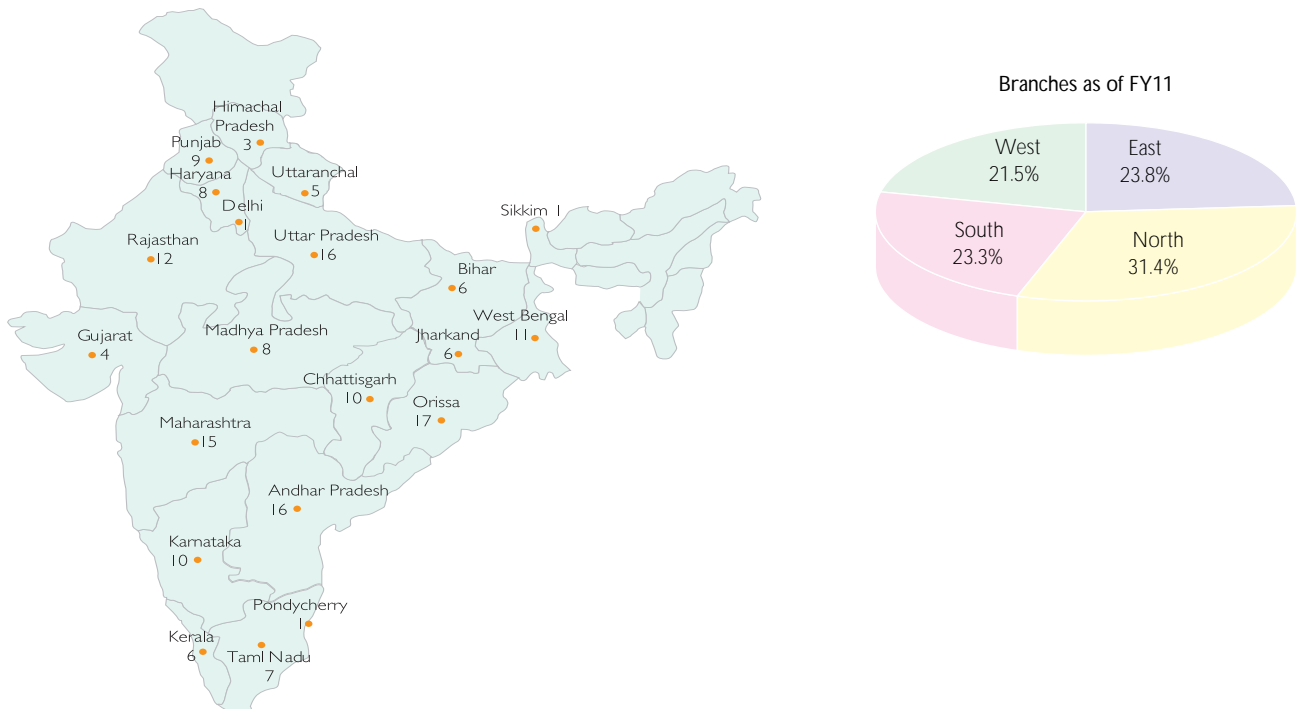 Himachal
Pradesh
3
Punjab
9
Haryana
8
Uttaranchal
5
Delhi
1
Sikkim 1
Rajasthan
12
Uttar Pradesh
16
Bihar
6
West Bengal
11
Gujarat
4
Madhya Pradesh
8
Jharkand
6
Chhattisgarh
10
Orissa
17
Maharashtra
15
Andhar Pradesh
16
Karnataka
10
Pondycherry
1
Kerala
6
Tamil Nadu
7
Branches as of FY11
West
21.5%
East
23.8%
South
23.3%
North
31.4%